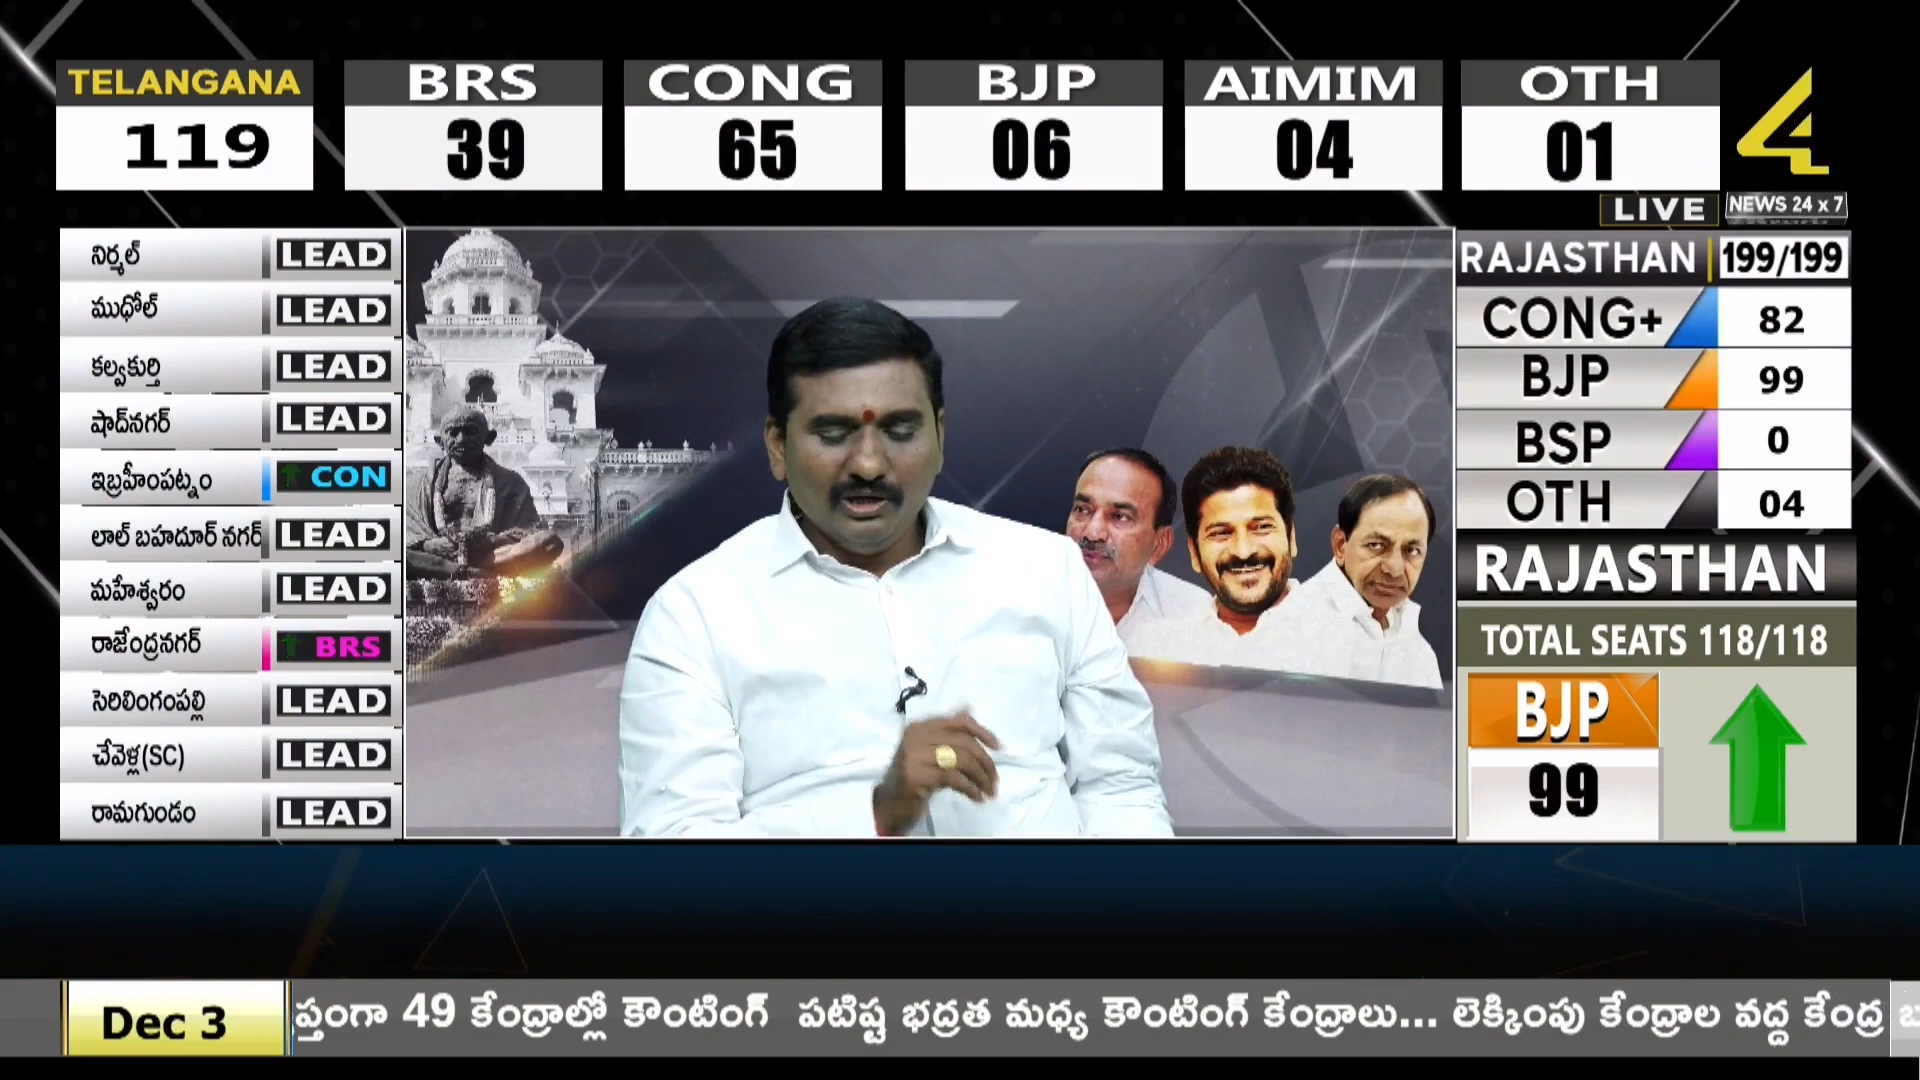 TELANGANA
119
BRS
39
CONG
65
BJP
06
AIMIM
04
OTH
01
4
LIVE
NEWS 24 x 7
నిర్మల్ LEAD
ముధోల్ LEAD
కల్వకుర్తి LEAD
షాద్‌నగర్ LEAD
ఇబ్రహీంపట్నం CON
లాల్ బహదూర్ నగర్ LEAD
మహేశ్వరం LEAD
రాజేంద్రనగర్ BRS
సెరిలింగంపల్లి LEAD
చేవెళ్ల(SC) LEAD
రామగుండం LEAD
RAJASTHAN 199/199
CONG+ 82
BJP 99
BSP 0
OTH 04
RAJASTHAN
TOTAL SEATS 118/118
BJP
99
Dec 3
ప్తంగా 49 కేంద్రాల్లో కౌంటింగ్ పటిష్ట భద్రత మధ్య కౌంటింగ్ కేంద్రాలు... లెక్కింపు కేంద్రాల వద్ద కేంద్ర